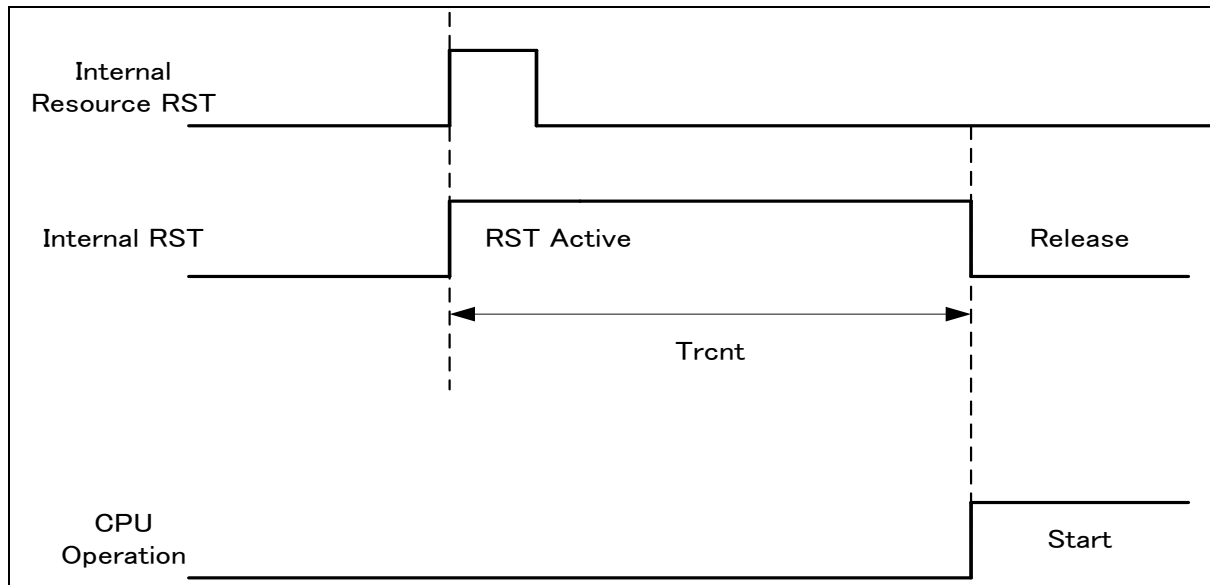 Internal
Resource RST
Internal RST
RST Active
Release
Trcnt
CPU
Operation
Start